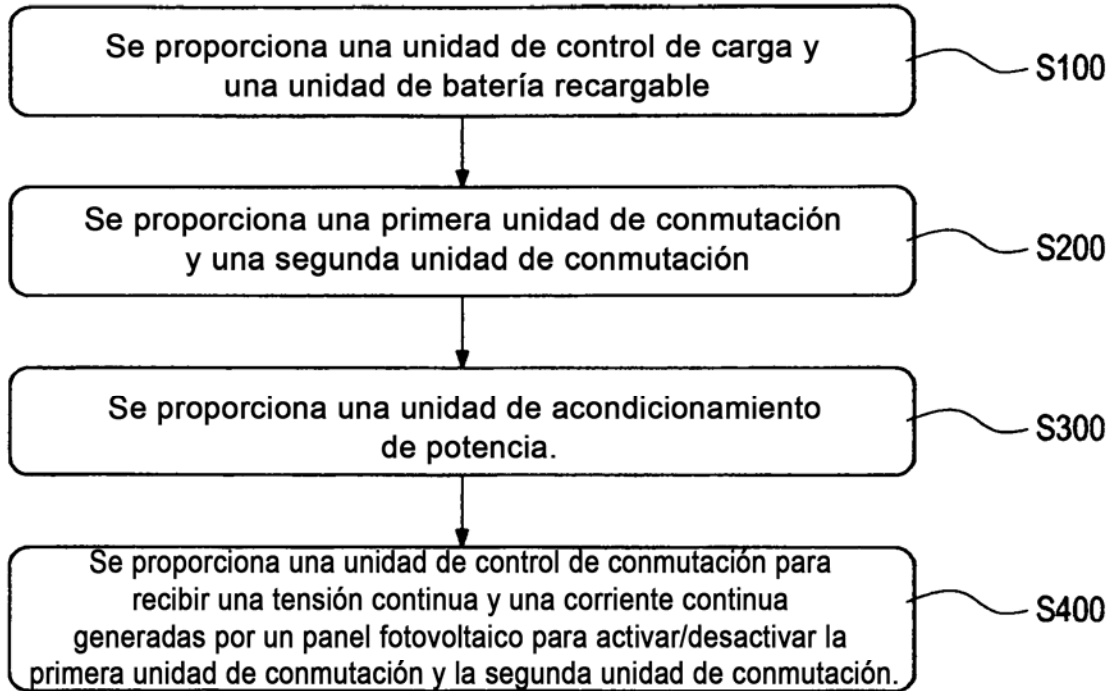 Se proporciona una unidad de control de carga y
una unidad de batería recargable
S100
Se proporciona una primera unidad de conmutación
y una segunda unidad de conmutación
S200
Se proporciona una unidad de acondicionamiento
de potencia.
S300
Se proporciona una unidad de control de conmutación para
recibir una tensión continua y una corriente continua
generadas por un panel fotovoltaico para activar/desactivar la
primera unidad de conmutación y la segunda unidad de conmutación.
S400